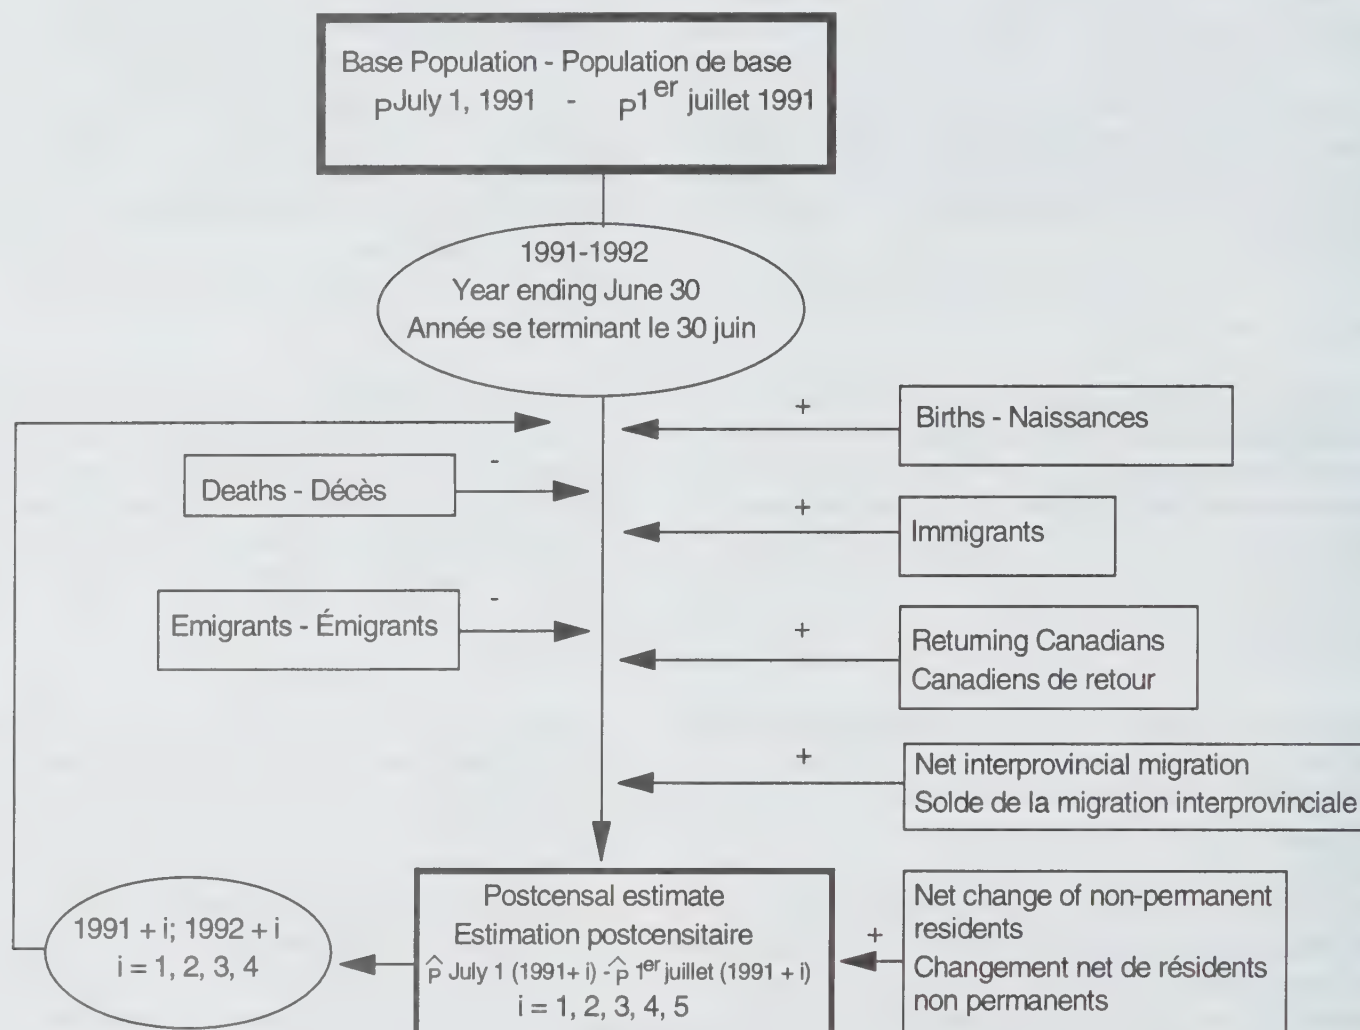 Base Population - Population de base
P July 1, 1991 - P 1er juillet 1991
1991-1992
Year ending June 30
Année se terminant le 30 juin
+
Births - Naissances
-
Deaths - Décès
+
Immigrants
-
Emigrants - Émigrants
+
Returning Canadians
Canadiens de retour
+
Net interprovincial migration
Solde de la migration interprovinciale
Postcensal estimate
Estimation postcensitaire
P̂ July 1 (1991+ i) - P̂ 1er juillet (1991 + i)
i = 1, 2, 3, 4, 5
+
Net change of non-permanent
residents
Changement net de résidents
non permanents
1991 + i; 1992 + i
i = 1, 2, 3, 4